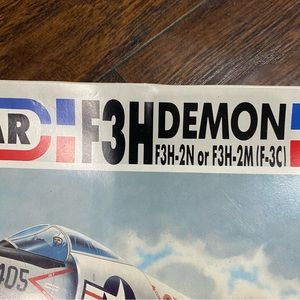 AR F3H DEMON
F3H-2N or F3H-2M (F-3C)
405